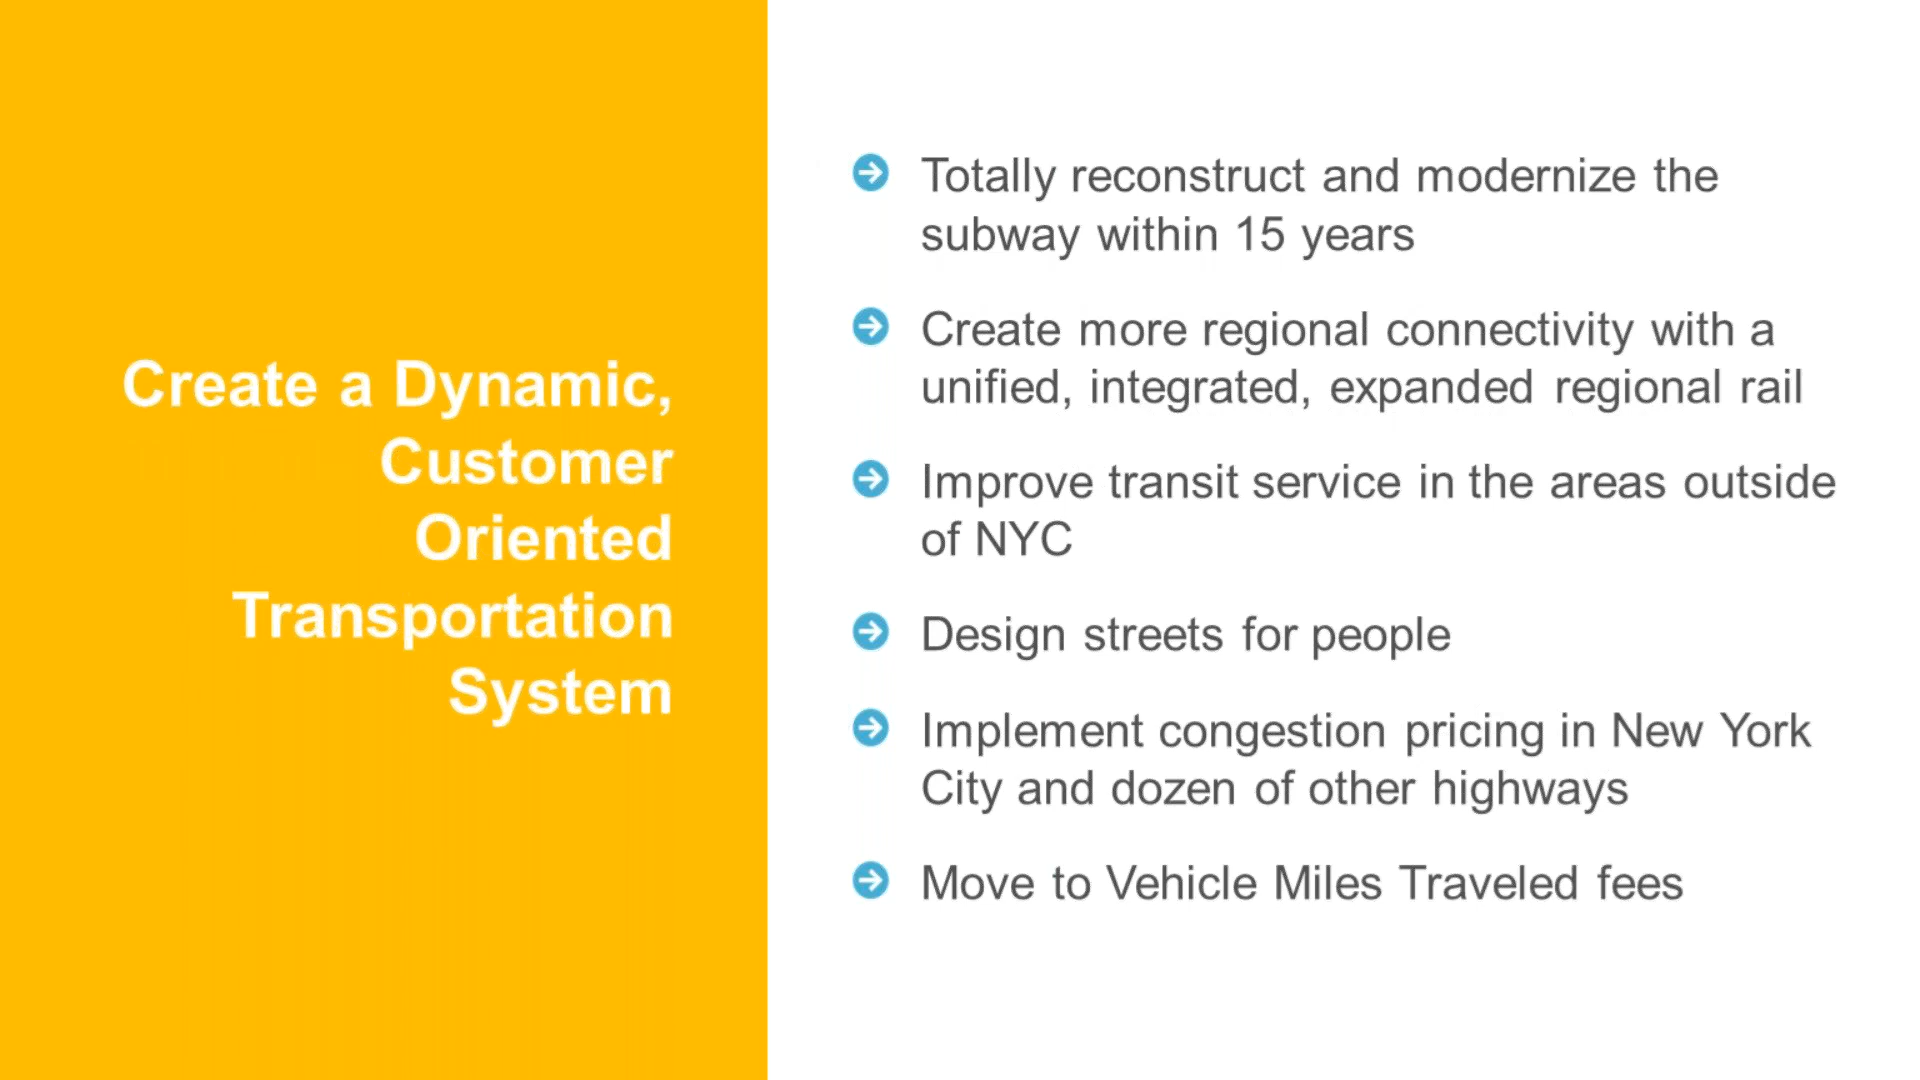 Create a Dynamic,
Customer
Oriented
Transportation
System
Totally reconstruct and modernize the
subway within 15 years
Create more regional connectivity with a
unified, integrated, expanded regional rail
Improve transit service in the areas outside
of NYC
Design streets for people
Implement congestion pricing in New York
City and dozen of other highways
Move to Vehicle Miles Traveled fees